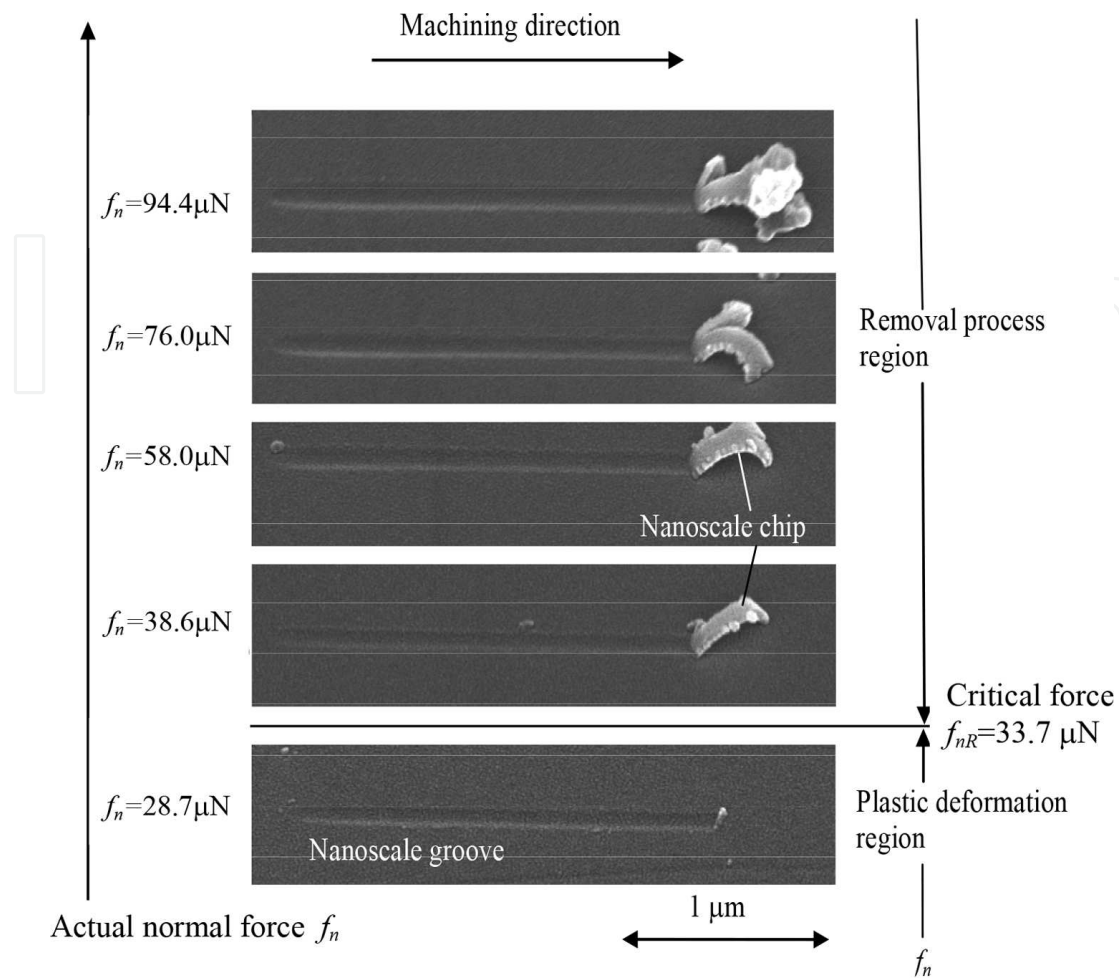 Machining direction
fn=94.4μN
fn=76.0μN
Removal process
region
fn=58.0μN
Nanoscale chip
fn=38.6μN
Critical force
fnR=33.7 μN
fn=28.7μN
Plastic deformation
region
Nanoscale groove
1 μm
Actual normal force fn
fn